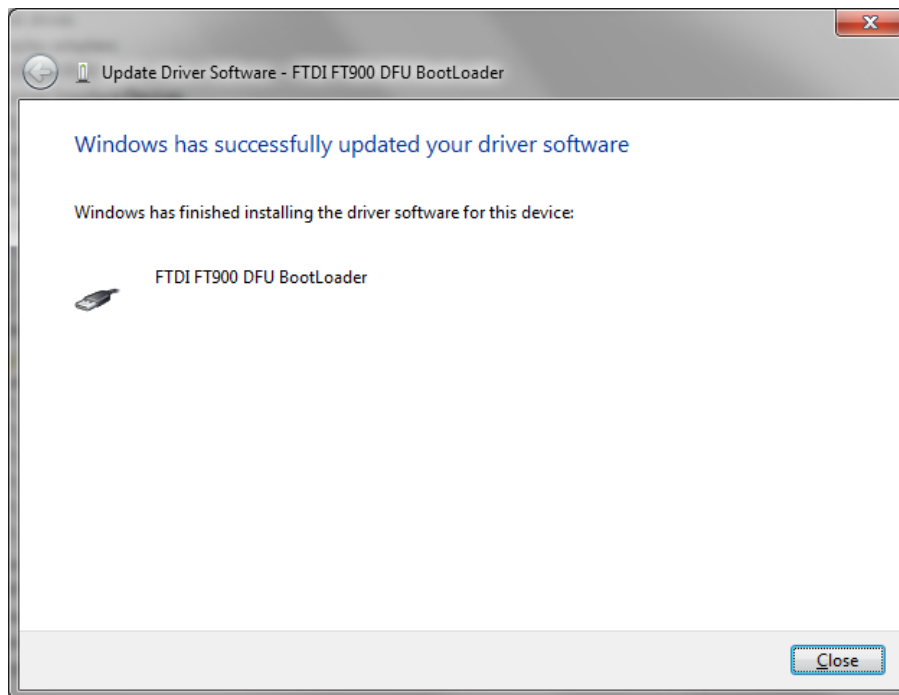 Update Driver Software - FTDI FT900 DFU BootLoader
Windows has successfully updated your driver software
Windows has finished installing the driver software for this device:
FTDI FT900 DFU BootLoader
Close